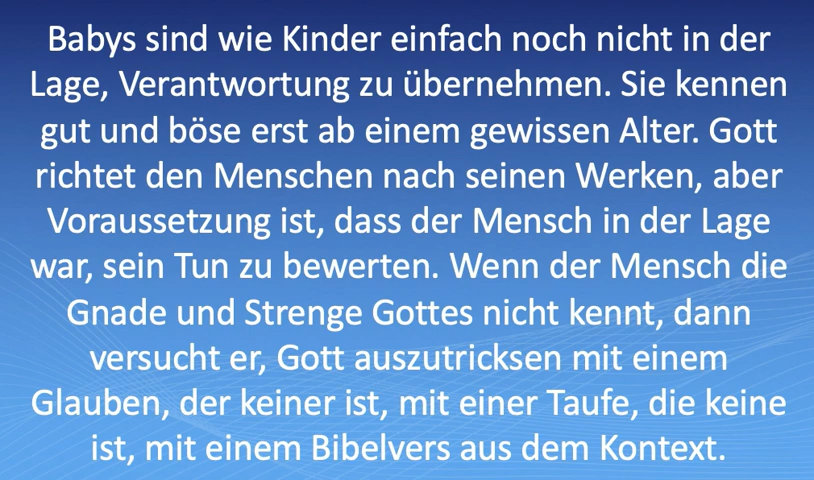 Babys sind wie Kinder einfach noch nicht in der
Lage, Verantwortung zu übernehmen. Sie kennen
gut und böse erst ab einem gewissen Alter. Gott
richtet den Menschen nach seinen Werken, aber
Voraussetzung ist, dass der Mensch in der Lage
war, sein Tun zu bewerten. Wenn der Mensch die
Gnade und Strenge Gottes nicht kennt, dann
versucht er, Gott auszutricksen mit einem
Glauben, der keiner ist, mit einer Taufe, die keine
ist, mit einem Bibelvers aus dem Kontext.